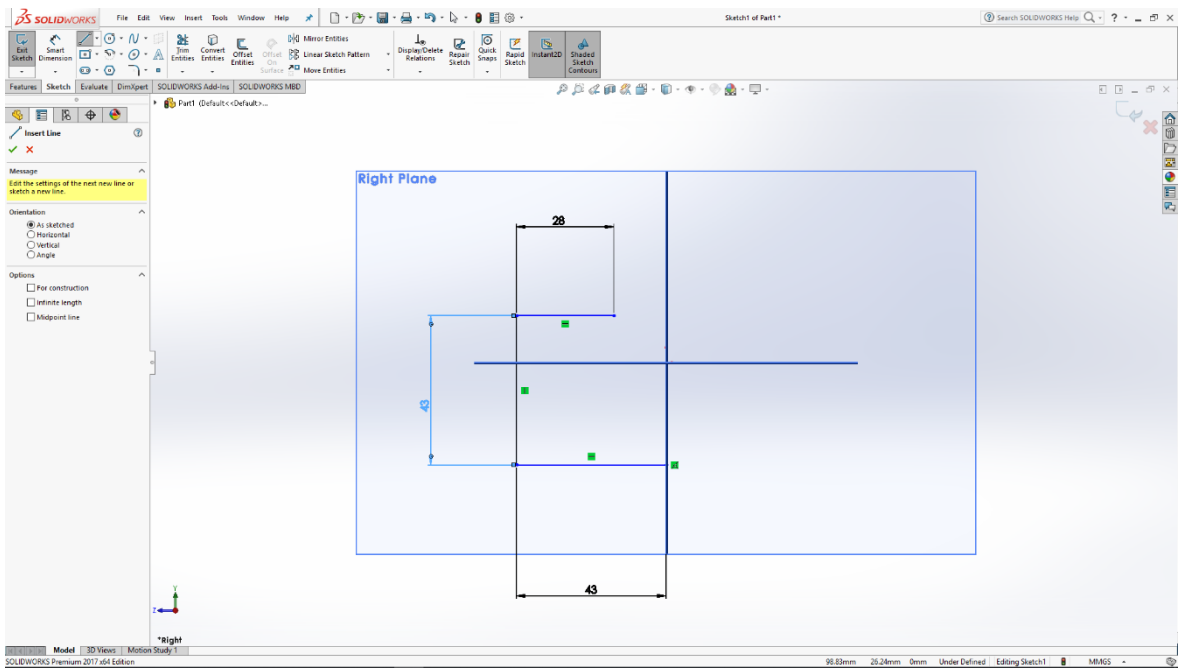 SOLIDWORKS File Edit View Insert Tools Window Help Sketch1 of Part1 * Search SOLIDWORKS Help
Exit Sketch
Smart Dimension
Trim Entities
Convert Entities
Offset Entities
Offset On Surface
Mirror Entities
Linear Sketch Pattern
Move Entities
Display/Delete Relations
Repair Sketch
Quick Snaps
Rapid Sketch
Instant2D
Shaded Sketch Contours
Features Sketch Evaluate DimXpert SOLIDWORKS Add-Ins SOLIDWORKS MBD
Part1 (Default<<Default>...
Insert Line
Message
Edit the settings of the next new line or
sketch a new line.
Orientation
As sketched
Horizontal
Vertical
Angle
Options
For construction
Infinite length
Midpoint line
Right Plane
28
43
43
Y
Z
*Right
Model 3D Views Motion Study 1
SOLIDWORKS Premium 2017 x64 Edition 98.83mm 26.24mm 0mm Under Defined Editing Sketch1 MMGS